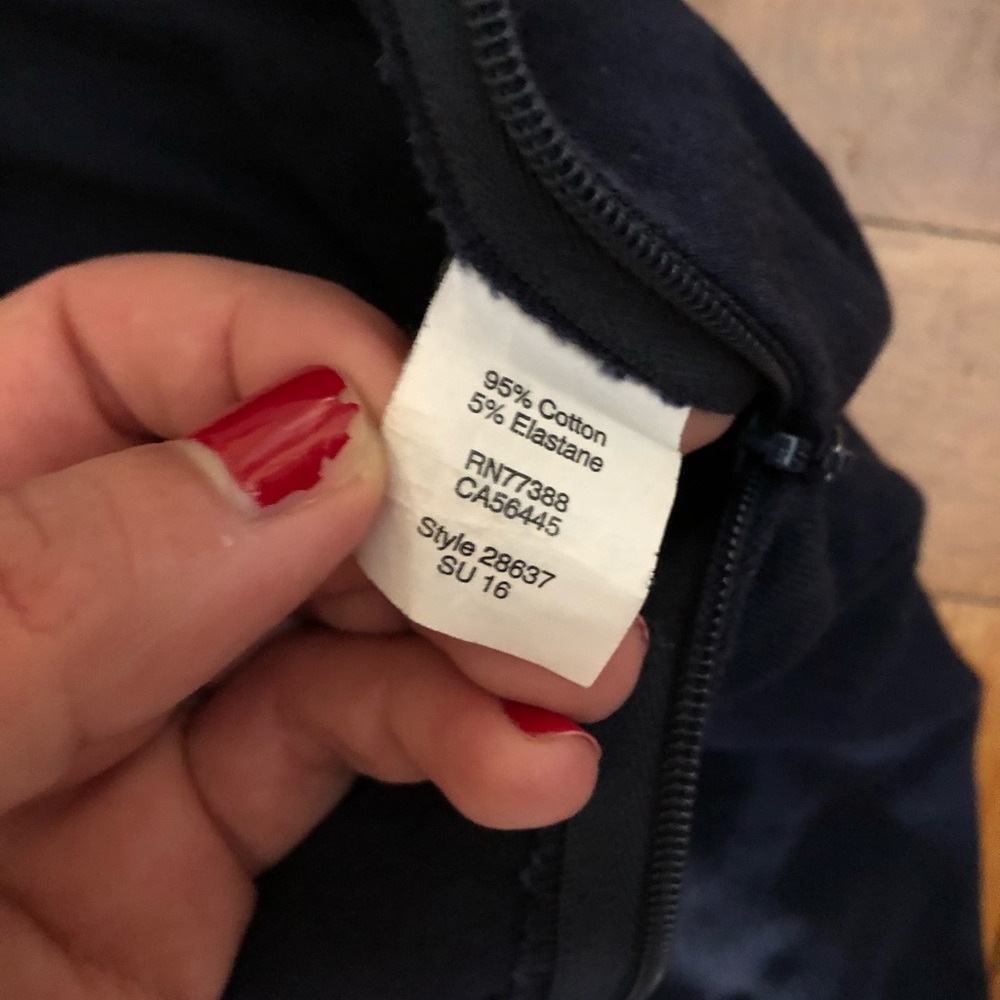 95% Cotton
5% Elastane
RN77388
CA56445
Style 28637
SU 16